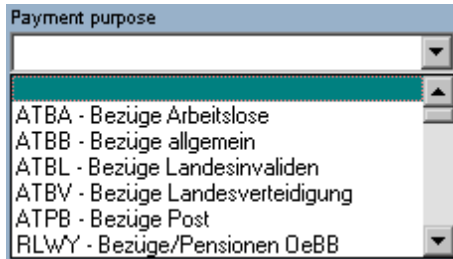 Payment purpose
ATBA - Bezüge Arbeitslose
ATBB - Bezüge allgemein
ATBL - Bezüge Landesinvaliden
ATBV - Bezüge Landesverteidigung
ATPB - Bezüge Post
RLWY - Bezüge/Pensionen OeBB